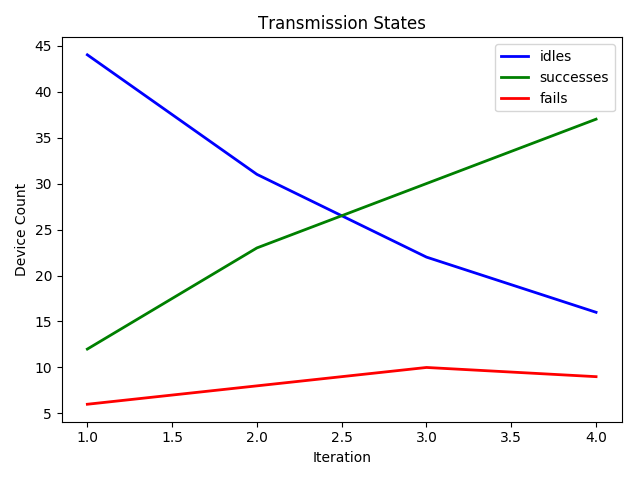 Transmission States
45
40
35
30
25
20
15
10
5
Device Count
idles
successes
fails
1.0 1.5 2.0 2.5 3.0 3.5 4.0
Iteration